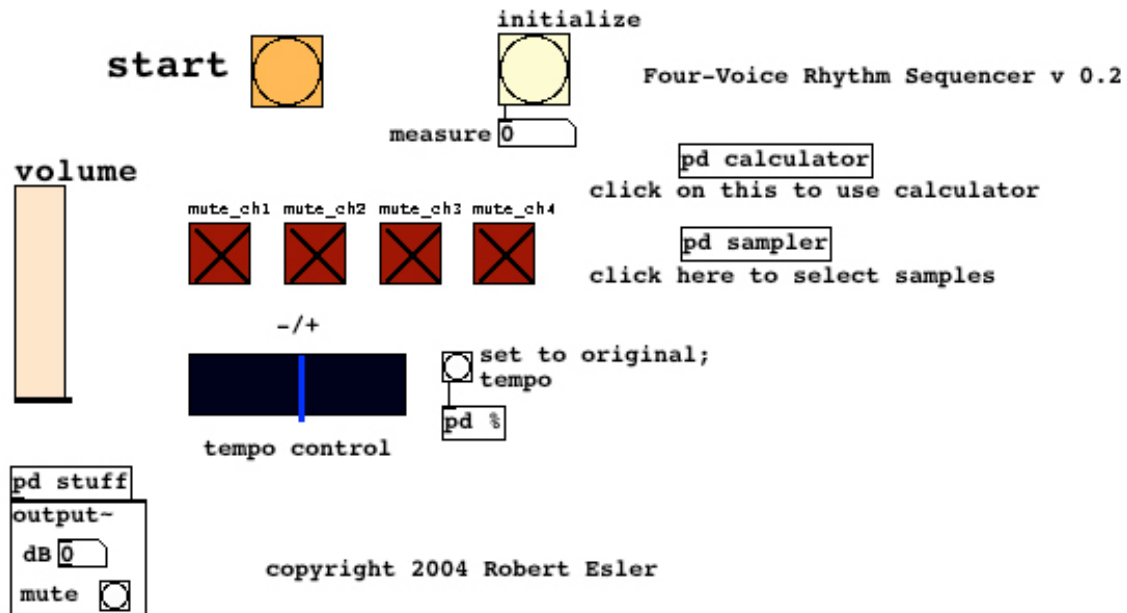 initialize
start
Four-Voice Rhythm Sequencer v 0.2
measure 0
volume
pd calculator
click on this to use calculator
mute_ch1 mute_ch2 mute_ch3 mute_ch4
pd sampler
click here to select samples
-/+
set to original;
tempo
pd %
tempo control
pd stuff
output~
dB 0
mute
copyright 2004 Robert Esler